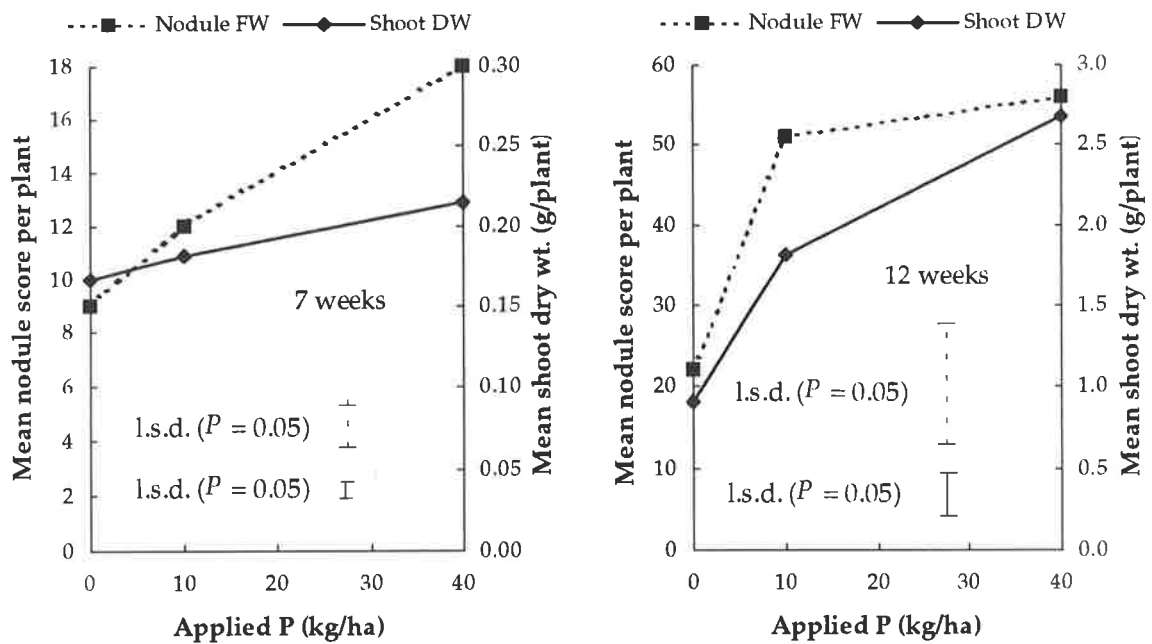 Nodule FW Shoot DW
18
16
14
12
10
8
6
4
2
0
Mean nodule score per plant
0.30
0.25
0.20
0.15
0.10
0.05
0.00
Mean shoot dry wt. (g/plant)
7 weeks
l.s.d. (P = 0.05)
l.s.d. (P = 0.05)
0 10 20 30 40
Applied P (kg/ha)
Nodule FW Shoot DW
60
50
40
30
20
10
0
Mean nodule score per plant
3.0
2.5
2.0
1.5
1.0
0.5
0.0
Mean shoot dry wt. (g/plant)
12 weeks
l.s.d. (P = 0.05)
l.s.d. (P = 0.05)
0 10 20 30 40
Applied P (kg/ha)